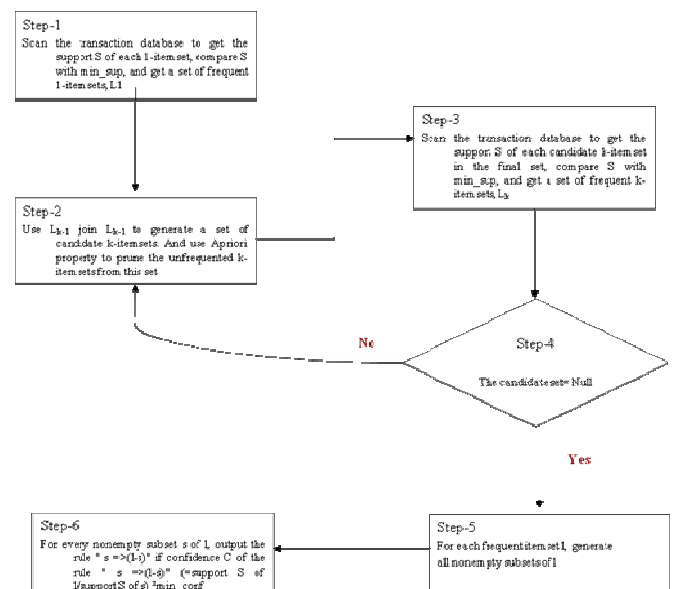 Step-1
Scan the transaction database to get the
support S of each 1-itemset, compare S
with min_sup, and get a set of frequent
1-itemsets, L1
Step-2
Use Lk-1 join Lk-1 to generate a set of
candidate k-itemsets. And use Apriori
property to prune the unfrequented k-
itemsets from this set
Step-3
Scan the transaction database to get the
support S of each candidate k-itemset
in the final set, compare S with
min_sup, and get a set of frequent k-
itemsets, Lk
Step-4
The candidate set= Null
No
Yes
Step-5
For each frequent itemset l, generate
all nonempty subsets of l
Step-6
For every nonempty subset s of l, output the
rule " s =>(l-s)" if confidence C of the
rule " s =>(l-s)" (=support S of
l/support S of s) min_conf